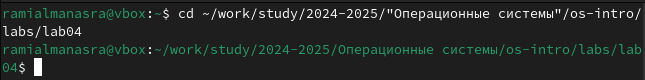 ramialmanasra@vbox:~$ cd ~/work/study/2024-2025/"Операционные системы"/os-intro/
labs/lab04
ramialmanasra@vbox:~/work/study/2024-2025/Операционные системы/os-intro/labs/lab
04$